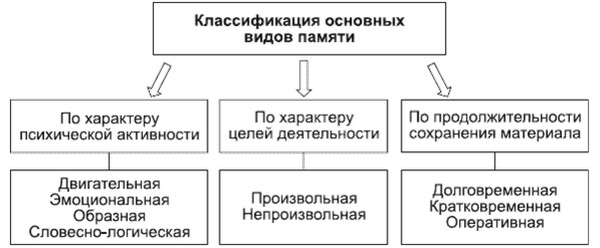 Классификация основных
видов памяти
По характеру
психической активности
По характеру
целей деятельности
По продолжительности
сохранения материала
Двигательная
Эмоциональная
Образная
Словесно-логическая
Произвольная
Непроизвольная
Долговременная
Кратковременная
Оперативная